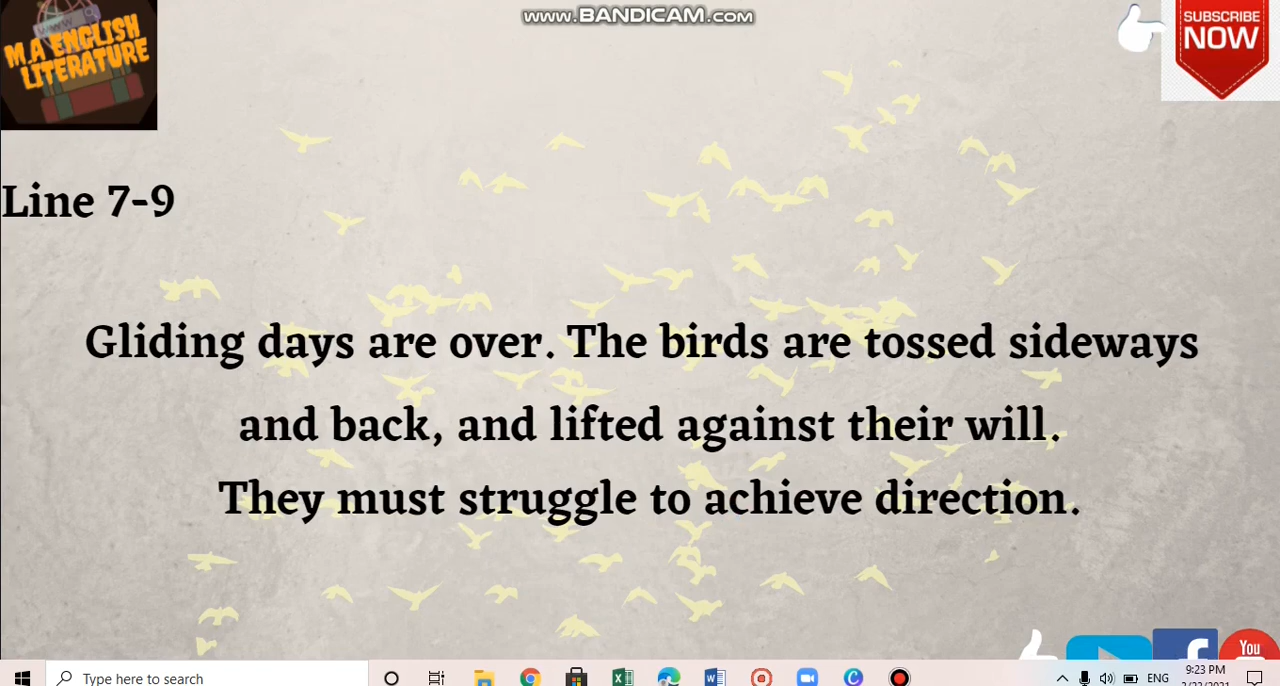 www.BANDICAM.com
M.A ENGLISH
LITERATURE
SUBSCRIBE
NOW
Line 7-9
Gliding days are over. The birds are tossed sideways
and back, and lifted against their will.
They must struggle to achieve direction.
You
Type here to search
ENG
9:23 PM